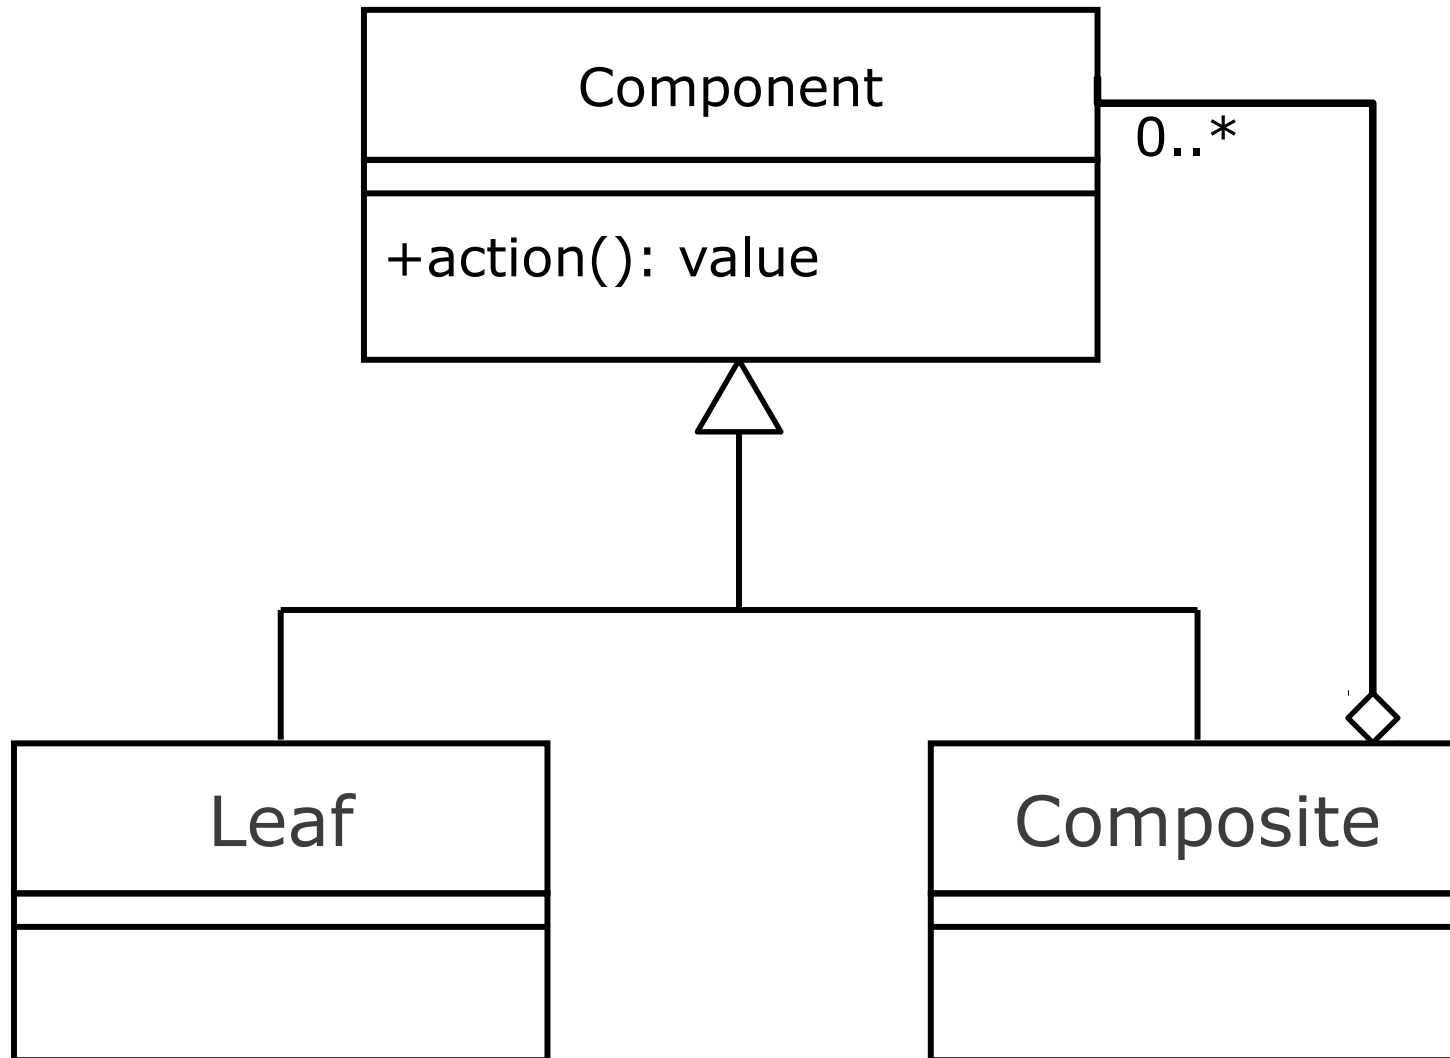 Component
0..*
+action(): value
Leaf
Composite